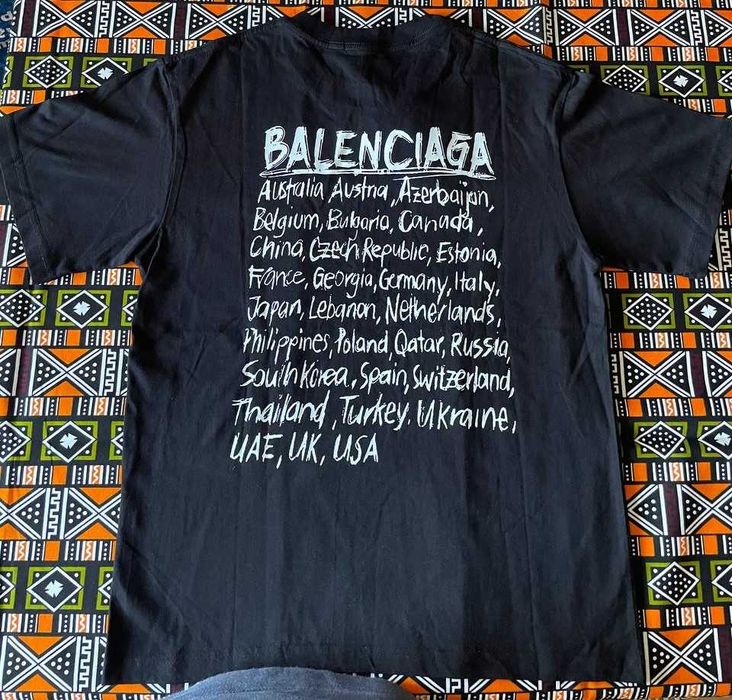 BALENCIAGA
Australia Austria, Azerbaijan,
Belgium, Bulgaria, Canada,
China, Czech Republic, Estonia,
France, Georgia, Germany, Italy,
Japan, Lebanon, Netherlands,
Philippines, Poland, Qatar, Russia,
South Korea, Spain, Switzerland,
Thailand, Turkey, Ukraine,
UAE, UK, USA